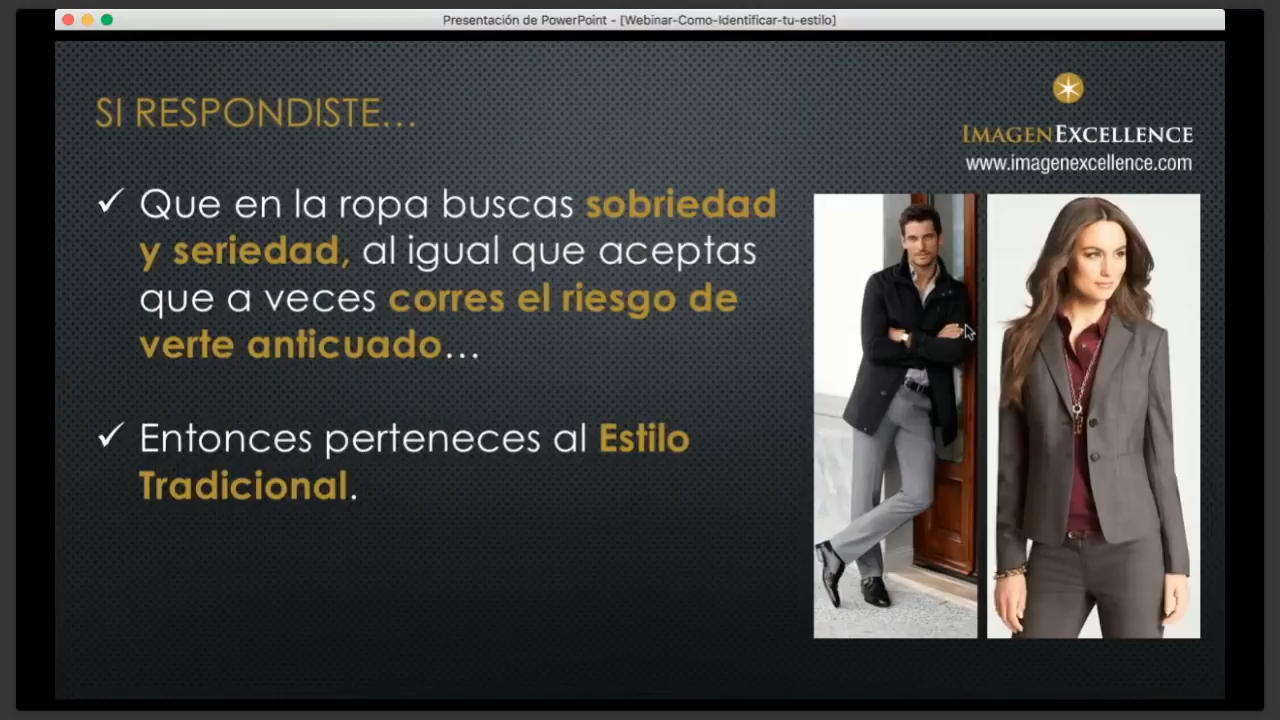 Presentación de PowerPoint - [Webinar-Como-Identificar-tu-estilo]
SI RESPONDISTE...
IMAGENEXCELLENCE
www.imagenexcellence.com
✓ Que en la ropa buscas sobriedad
y seriedad, al igual que aceptas
que a veces corres el riesgo de
verte anticuado...
✓ Entonces perteneces al Estilo
Tradicional.